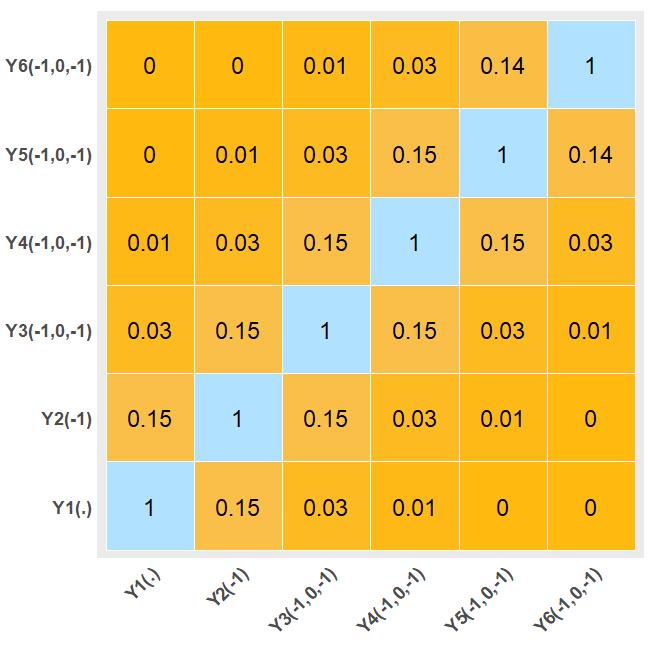 Y6(-1,0,-1) 0 0 0.01 0.03 0.14 1
Y5(-1,0,-1) 0 0.01 0.03 0.15 1 0.14
Y4(-1,0,-1) 0.01 0.03 0.15 1 0.15 0.03
Y3(-1,0,-1) 0.03 0.15 1 0.15 0.03 0.01
Y2(-1) 0.15 1 0.15 0.03 0.01 0
Y1(.) 1 0.15 0.03 0.01 0 0
Y1(.) Y2(-1) Y3(-1,0,-1) Y4(-1,0,-1) Y5(-1,0,-1) Y6(-1,0,-1)